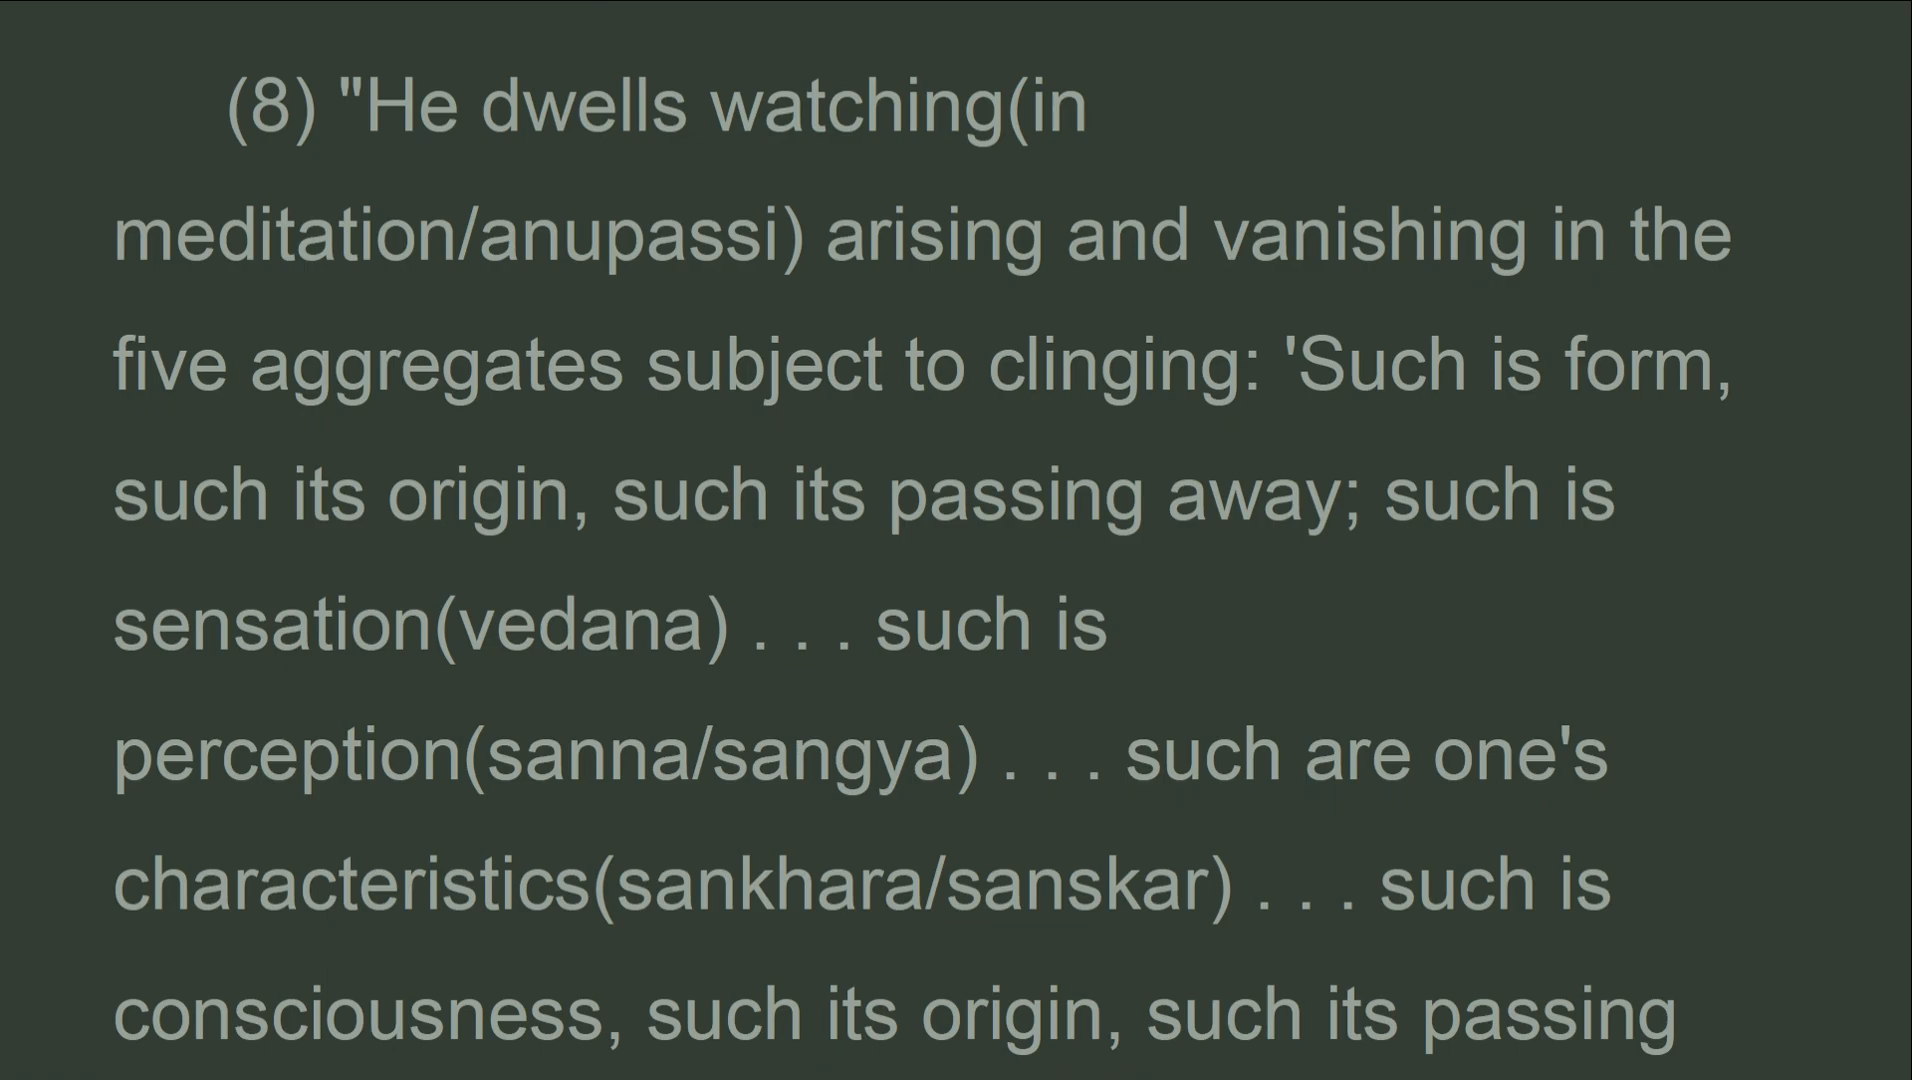 (8) "He dwells watching(in
meditation/anupassi) arising and vanishing in the
five aggregates subject to clinging: 'Such is form,
such its origin, such its passing away; such is
sensation(vedana) . . . such is
perception(sanna/sangya) . . . such are one's
characteristics(sankhara/sanskar) . . . such is
consciousness, such its origin, such its passing